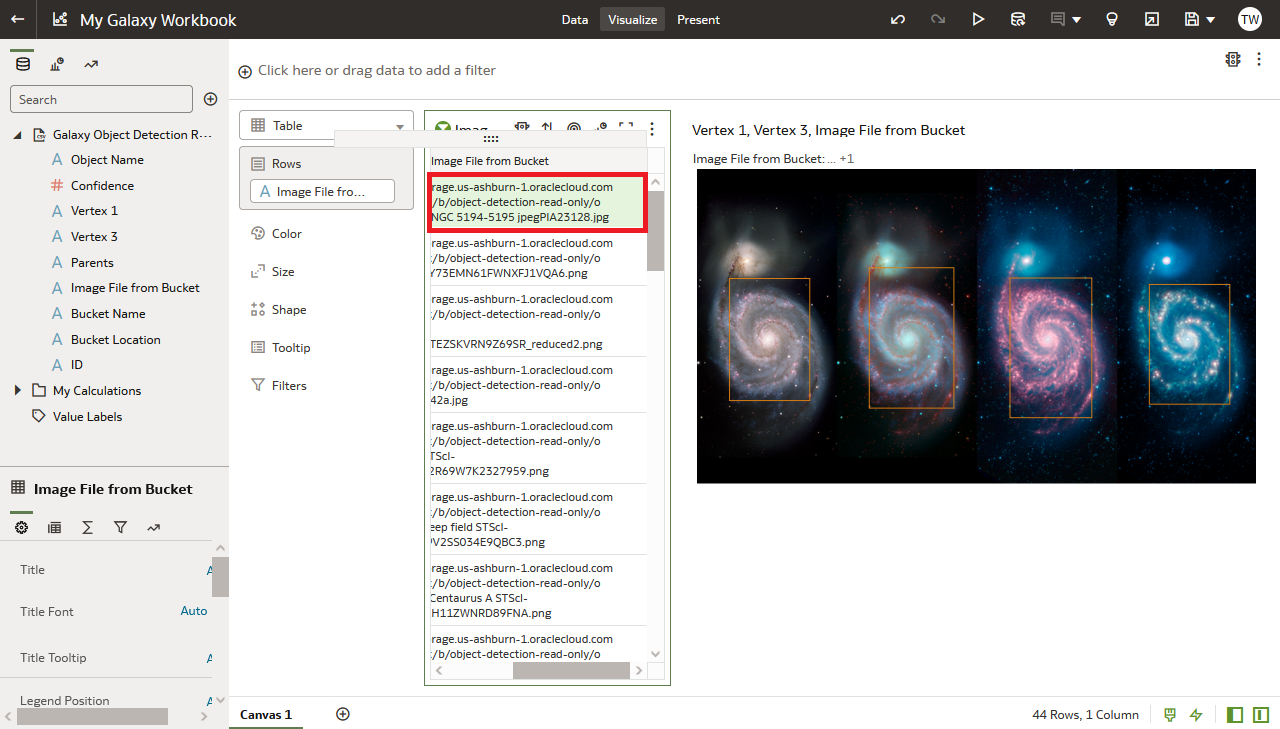 My Galaxy Workbook
Data
Visualize
Present
TW
Search
Galaxy Object Detection R...
Object Name
Confidence
Vertex 1
Vertex 3
Parents
Image File from Bucket
Bucket Name
Bucket Location
ID
My Calculations
Value Labels
Image File from Bucket
Title
A
Title Font
Auto
Title Tooltip
A
Legend Position
A
Click here or drag data to add a filter
Table
Rows
A Image File fro...
Color
Size
Shape
Tooltip
Filters
Imag
Image File from Bucket
rage.us-ashburn-1.oraclecloud.com
:/b/object-detection-read-only/o
NGC 5194-5195 jpegPIA23128.jpg
rage.us-ashburn-1.oraclecloud.com
:/b/object-detection-read-only/o
Y73EMN61FWNXFJ1VQA6.png
rage.us-ashburn-1.oraclecloud.com
:/b/object-detection-read-only/o
TEZSKVRN9Z69SR_reduced2.png
rage.us-ashburn-1.oraclecloud.com
:/b/object-detection-read-only/o
42a.jpg
rage.us-ashburn-1.oraclecloud.com
:/b/object-detection-read-only/o
TScI-
2R69W7K2327959.png
rage.us-ashburn-1.oraclecloud.com
:/b/object-detection-read-only/o
eep field STScI-
V2SS034E9QBC3.png
rage.us-ashburn-1.oraclecloud.com
:/b/object-detection-read-only/o
Centaurus A STScI-
H11ZWNRD89FNA.png
rage.us-ashburn-1.oraclecloud.com
:/b/object-detection-read-only/o
Vertex 1, Vertex 3, Image File from Bucket
Image File from Bucket: ... +1
Canvas 1
44 Rows, 1 Column